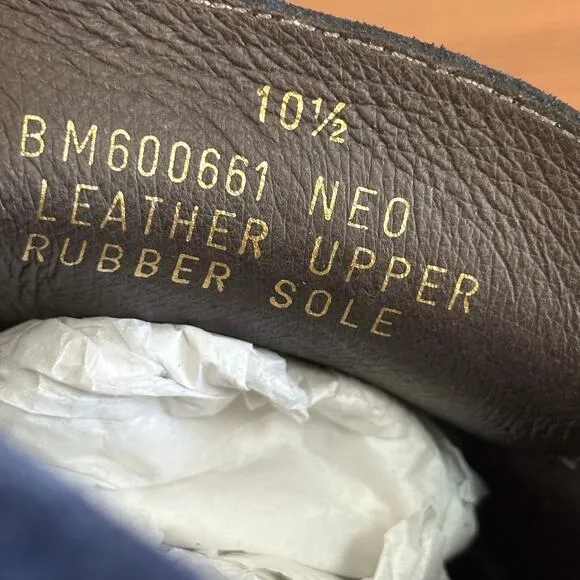 10½
BM600661 NEO
LEATHER UPPER
RUBBER SOLE